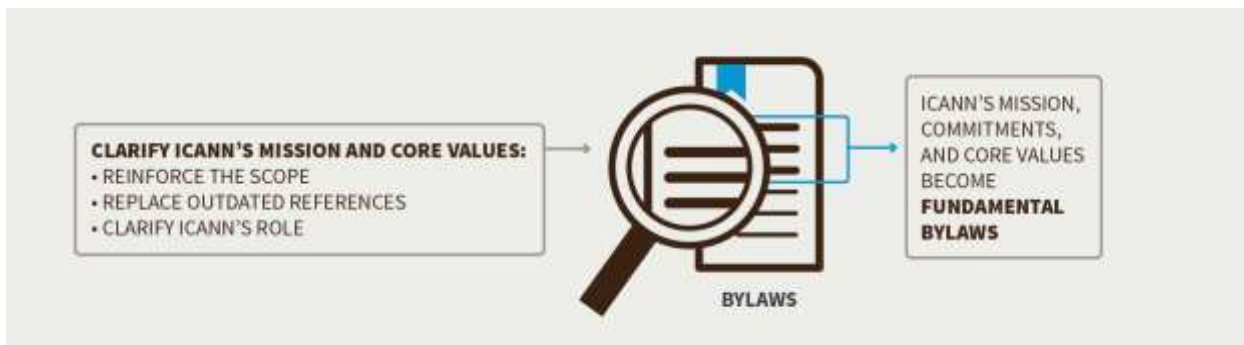 CLARIFY ICANN'S MISSION AND CORE VALUES:
• REINFORCE THE SCOPE
• REPLACE OUTDATED REFERENCES
• CLARIFY ICANN'S ROLE
BYLAWS
ICANN'S MISSION,
COMMITMENTS,
AND CORE VALUES
BECOME
FUNDAMENTAL
BYLAWS